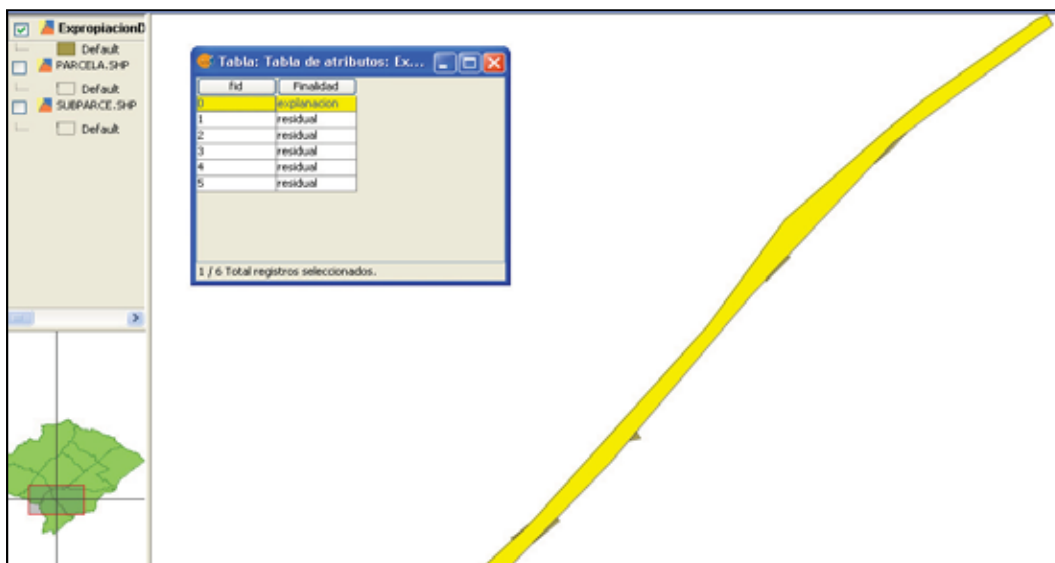 ExpropiacionD
Default
PARCELA.SHP
Default
SUBPARCE.SHP
Default
Tabla: Tabla de atributos: Ex...
fid Finalidad
0 explanacion
1 residual
2 residual
3 residual
4 residual
5 residual
1 / 6 Total registros seleccionados.